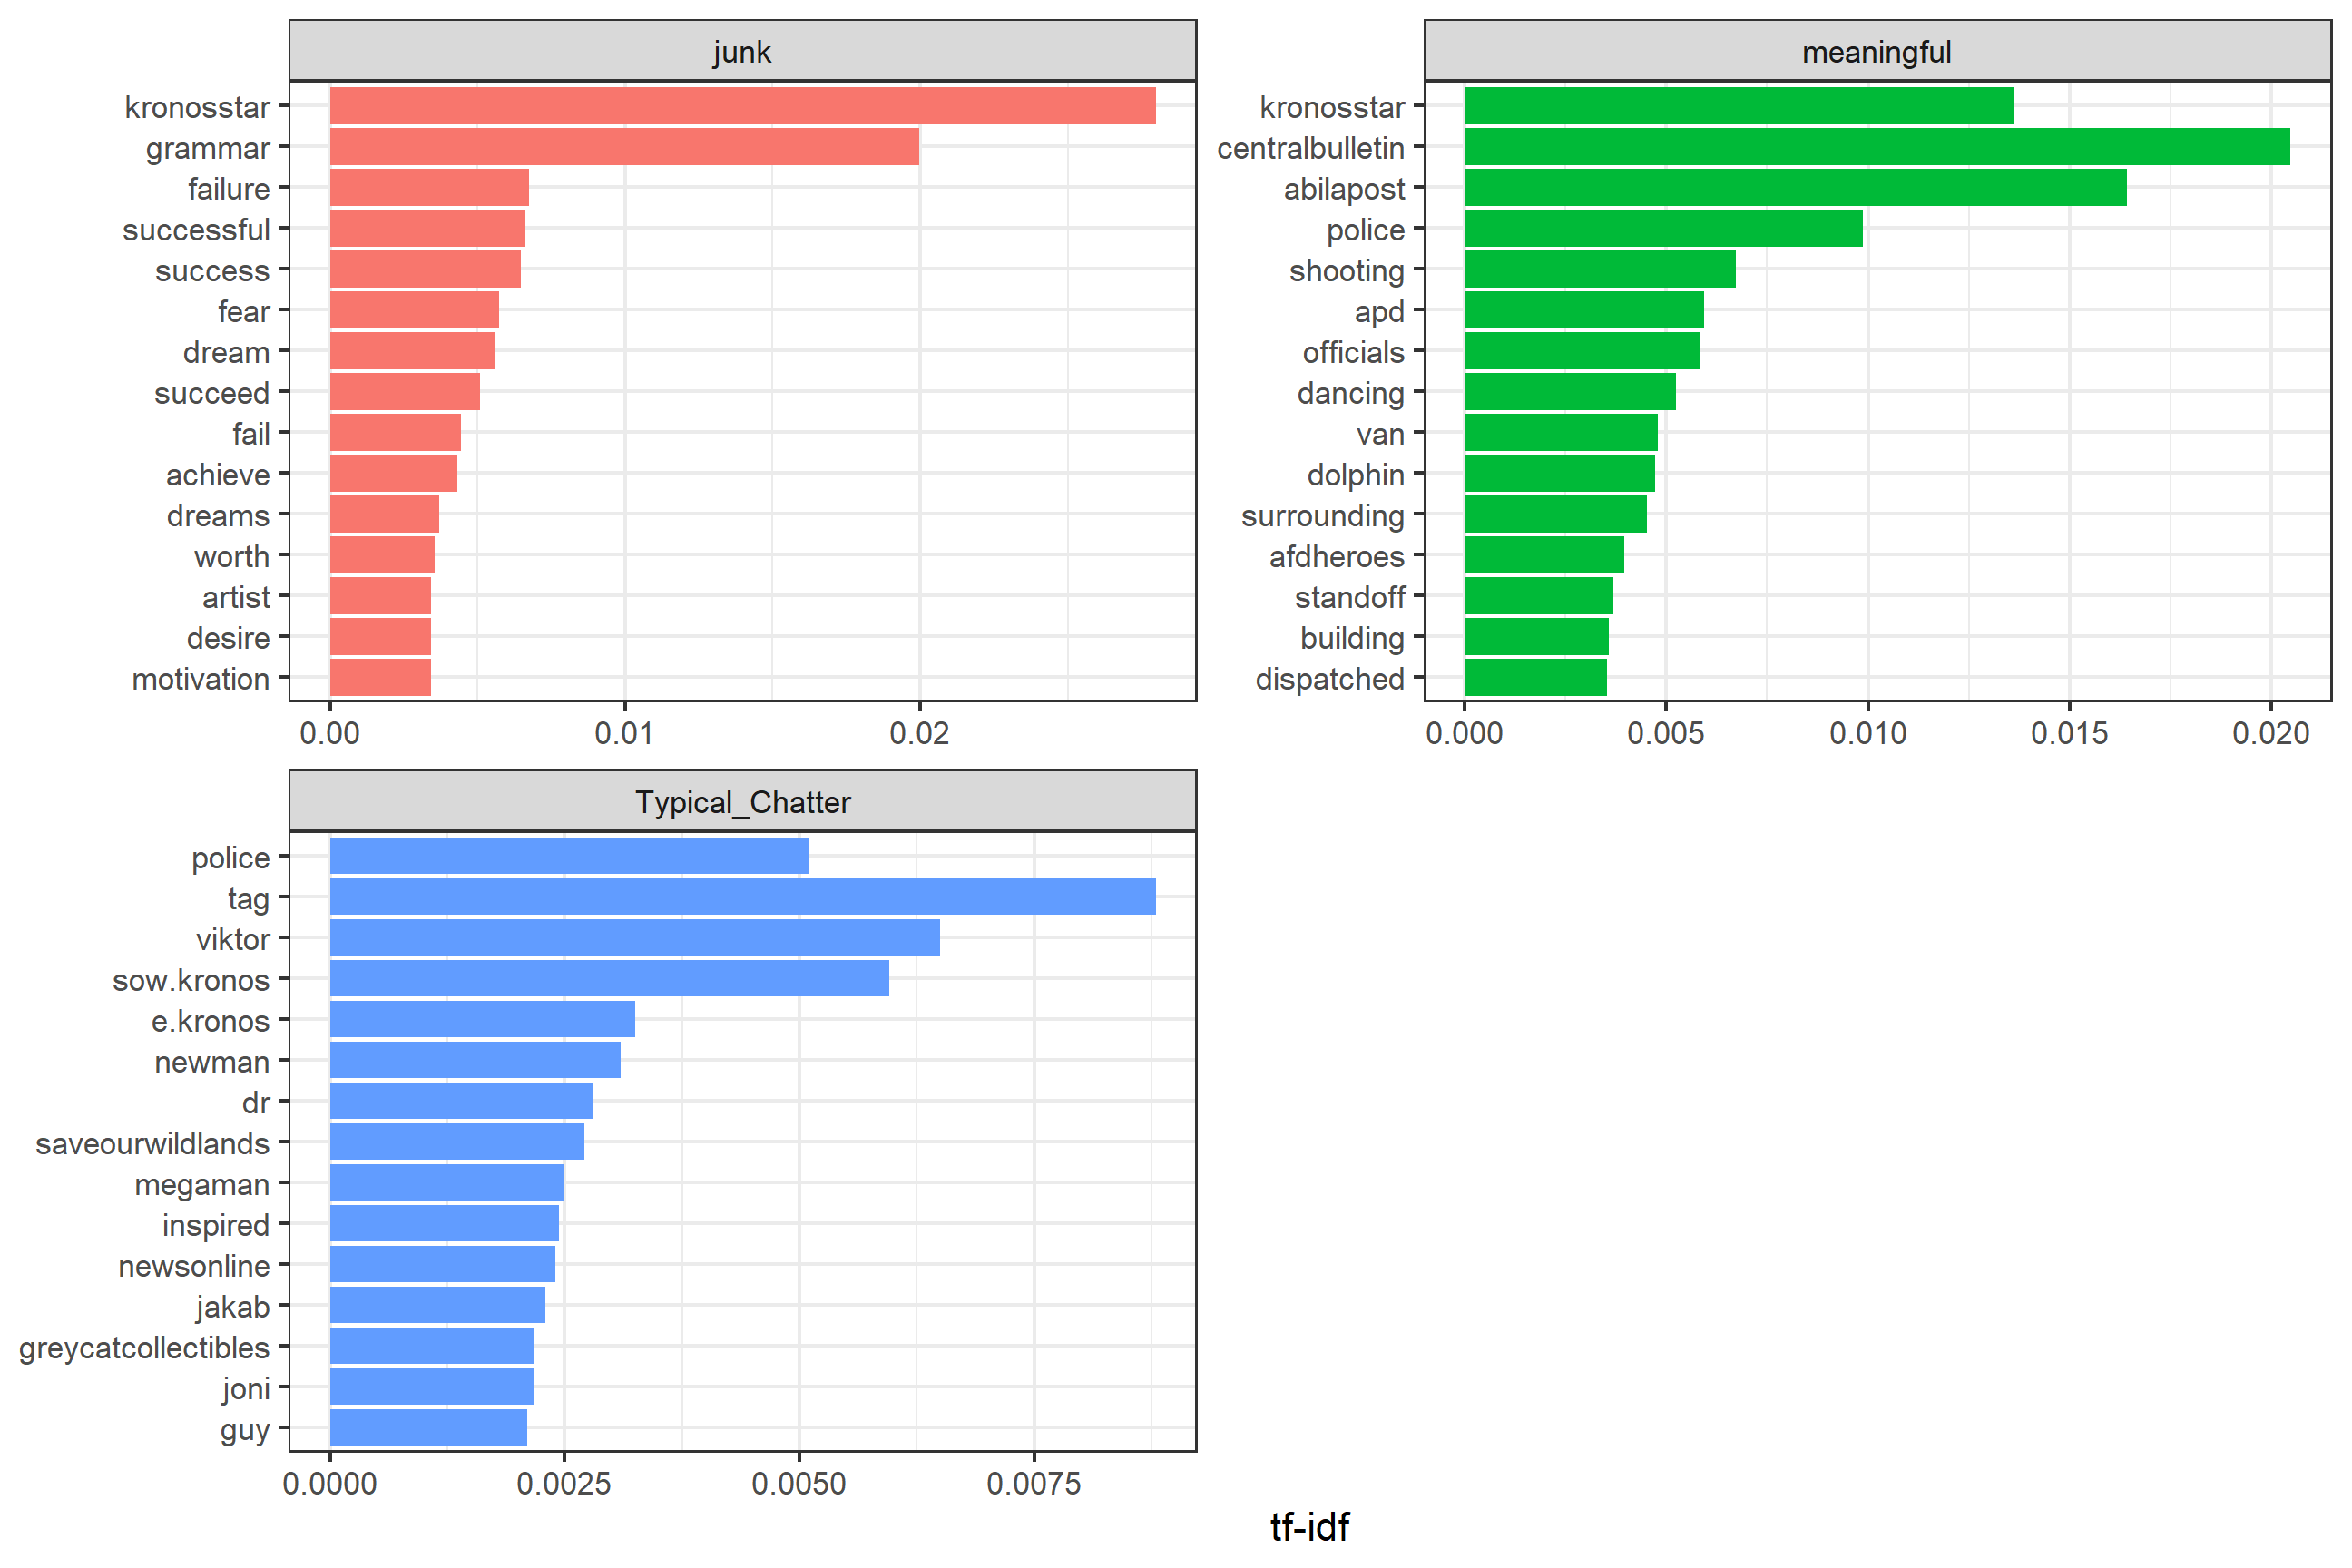 junk
kronosstar
grammar
failure
successful
success
fear
dream
succeed
fail
achieve
dreams
worth
artist
desire
motivation
0.00 0.01 0.02
meaningful
kronosstar
centralbulletin
abilapost
police
shooting
apd
officials
dancing
van
dolphin
surrounding
afdheroes
standoff
building
dispatched
0.000 0.005 0.010 0.015 0.020
Typical_Chatter
police
tag
viktor
sow.kronos
e.kronos
newman
dr
saveourwildlands
megaman
inspired
newsonline
jakab
greycatcollectibles
joni
guy
0.0000 0.0025 0.0050 0.0075
tf-idf